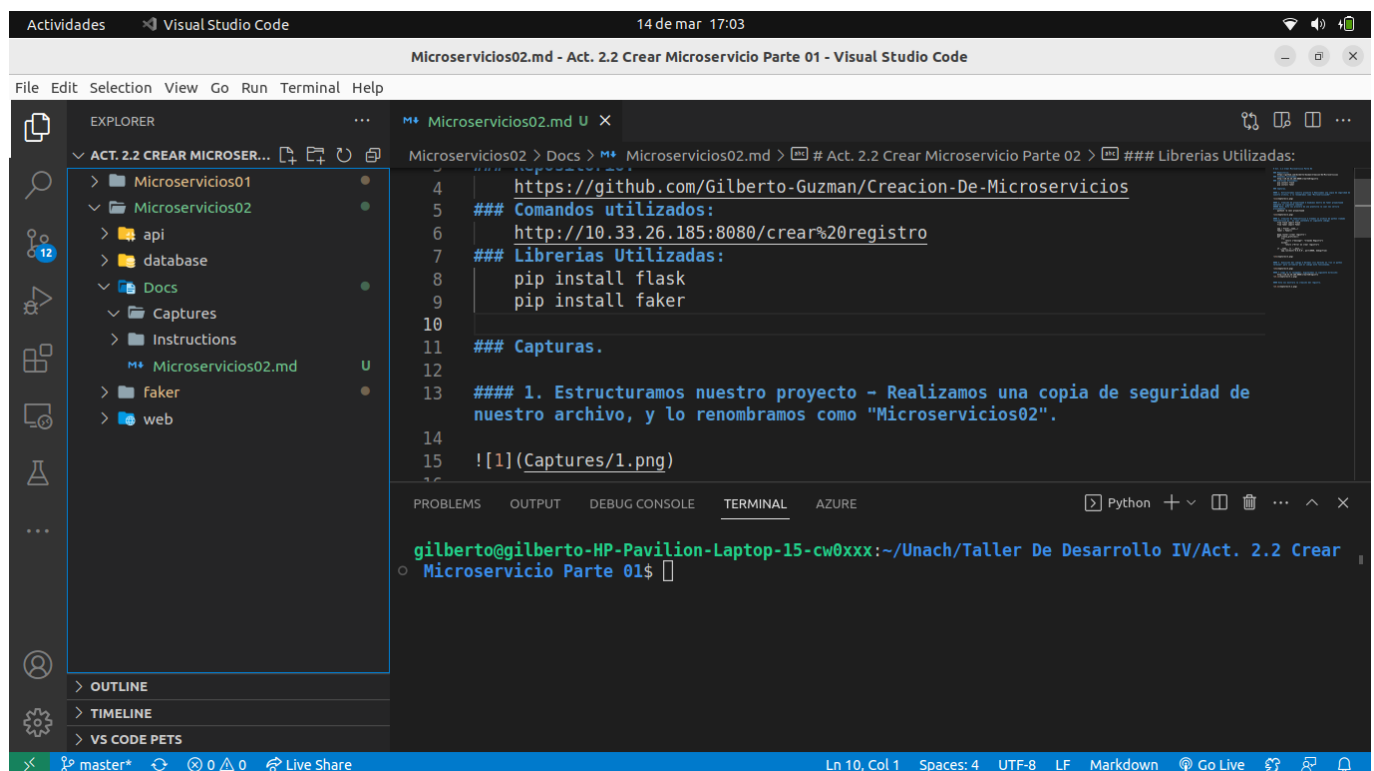 Actividades Visual Studio Code 14 de mar 17:03
Microservicios02.md - Act. 2.2 Crear Microservicio Parte 01 - Visual Studio Code
File Edit Selection View Go Run Terminal Help
EXPLORER
ACT. 2.2 CREAR MICROSER...
Microservicios01
Microservicios02
api
database
Docs
Captures
Instructions
Microservicios02.md U
faker
web
OUTLINE
TIMELINE
VS CODE PETS
12
Microservicios02.md U
Microservicios02 > Docs > Microservicios02.md > # Act. 2.2 Crear Microservicio Parte 02 > ### Librerias Utilizadas:
4 https://github.com/Gilberto-Guzman/Creacion-De-Microservicios
5 ### Comandos utilizados:
6 http://10.33.26.185:8080/crear%20registro
7 ### Librerias Utilizadas:
8 pip install flask
9 pip install faker
10
11 ### Capturas.
12
13 #### 1. Estructuramos nuestro proyecto - Realizamos una copia de seguridad de
nuestro archivo, y lo renombramos como "Microservicios02".
14
15 ![1](Captures/1.png)
PROBLEMS OUTPUT DEBUG CONSOLE TERMINAL AZURE Python
gilberto@gilberto-HP-Pavilion-Laptop-15-cw0xxx:~/Unach/Taller De Desarrollo IV/Act. 2.2 Crear
Microservicio Parte 01$
master* 0 0 Live Share Ln 10, Col 1 Spaces: 4 UTF-8 LF Markdown Go Live